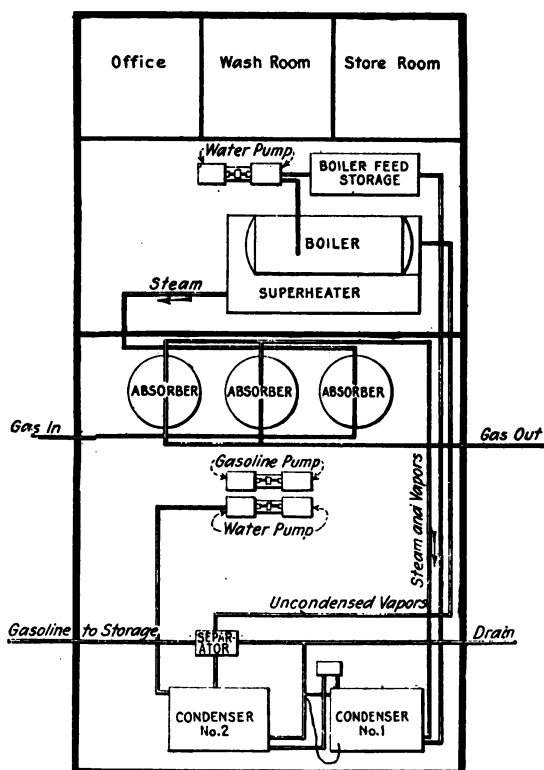 Office
Wash Room
Store Room
Water Pump
BOILER FEED
STORAGE
BOILER
Steam
SUPERHEATER
ABSORBER
ABSORBER
ABSORBER
Gas In
Gas Out
Gasoline Pump
Water Pump
Steam and Vapors
Uncondensed Vapors
Gasoline to Storage
SEPAR-
ATOR
Drain
CONDENSER
No.2
CONDENSER
No.1